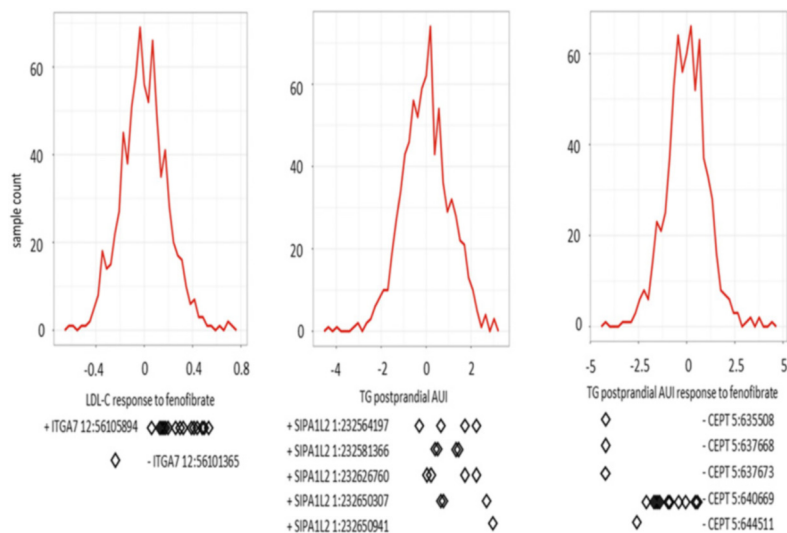 60
40
20
0
sample count
-0.4 0 0.4 0.8
LDL-C response to fenofibrate
+ ITGA7 12:56105894
- ITGA7 12:56101365
60
40
20
0
-4 -2 0 2
TG postprandial AUI
+ SIPA1L2 1:232564197
+ SIPA1L2 1:232581366
+ SIPA1L2 1:232626760
+ SIPA1L2 1:232650307
+ SIPA1L2 1:232650941
60
40
20
0
-5 -2.5 0 2.5 5
TG postprandial AUI response to fenofibrate
- CEPT 5:635508
- CEPT 5:637668
- CEPT 5:637673
- CEPT 5:640669
- CEPT 5:644511